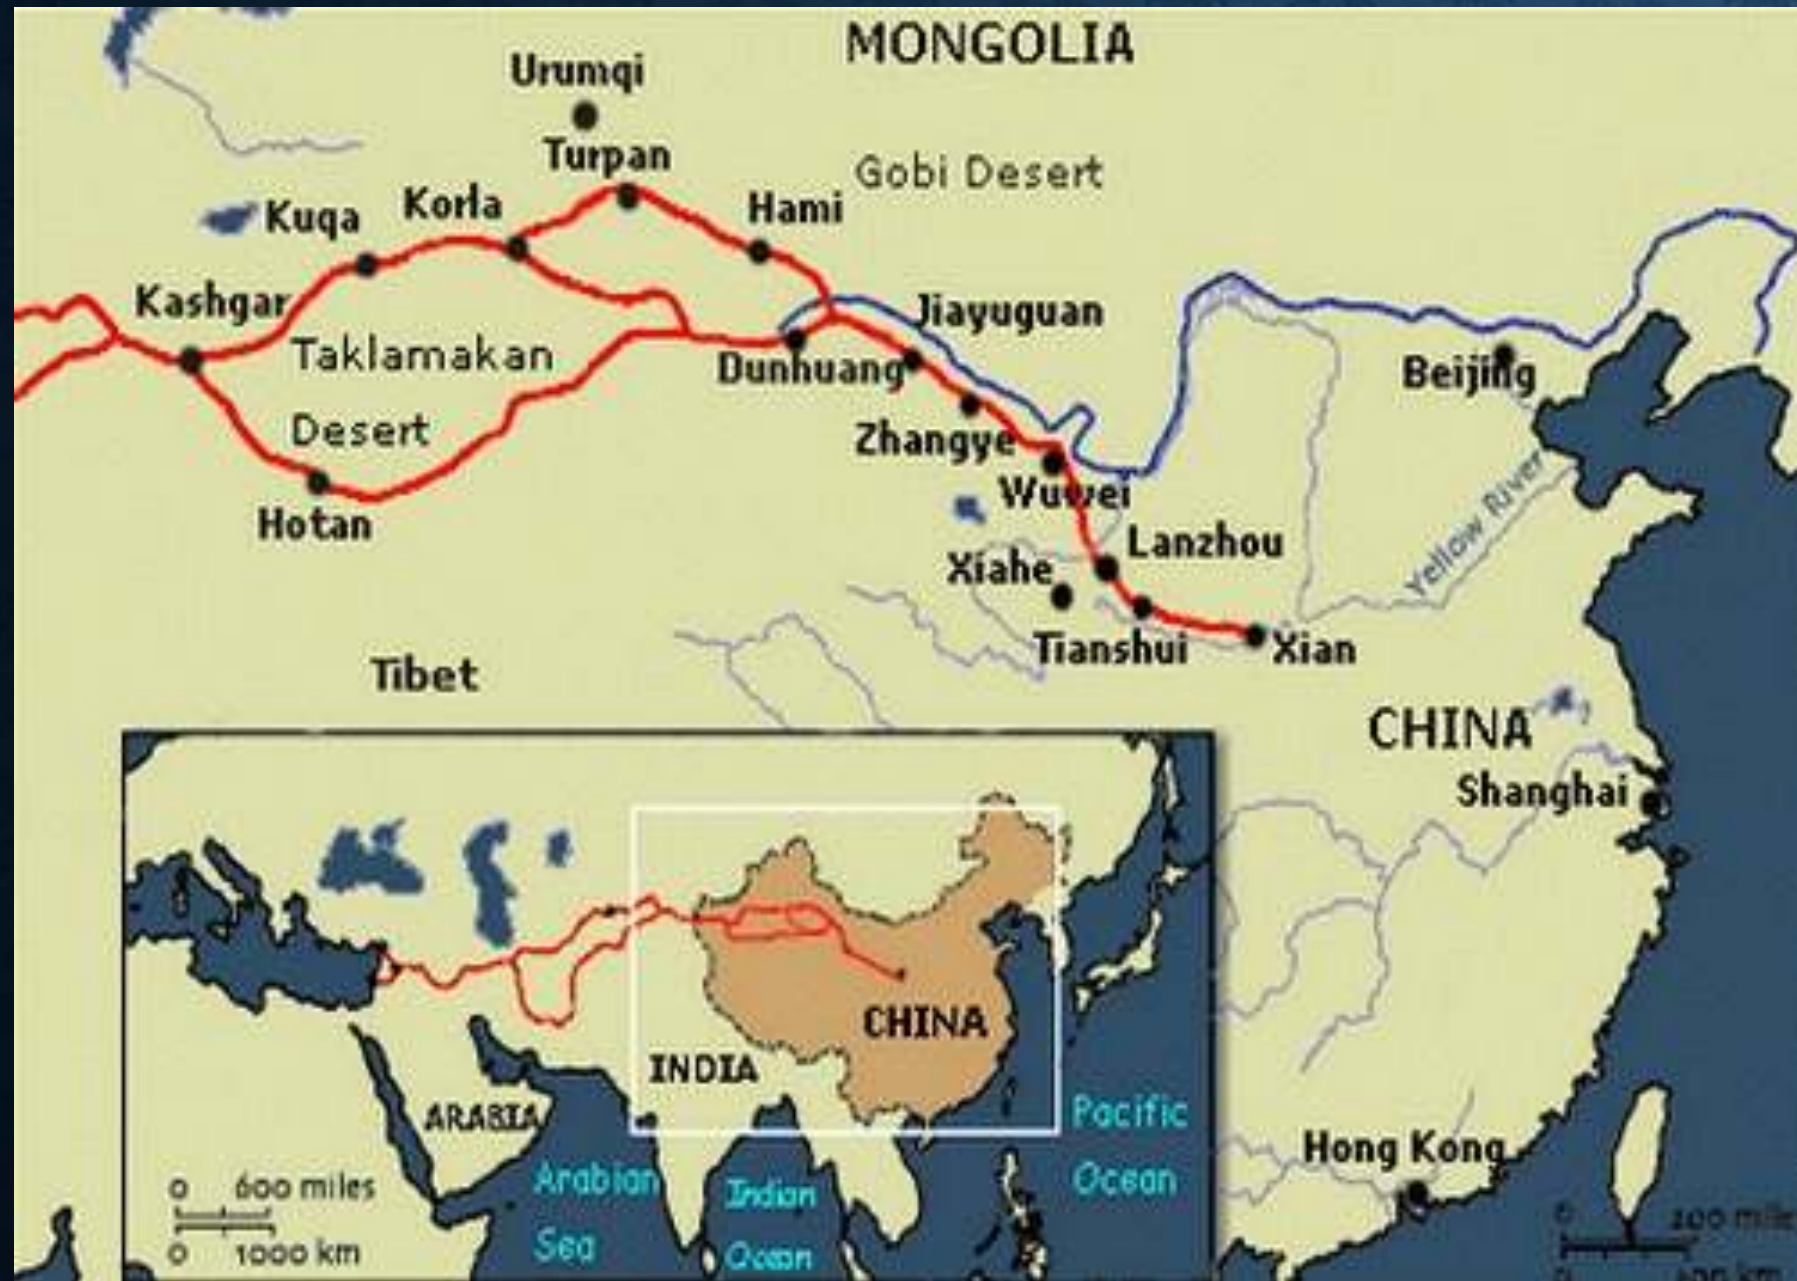 MONGOLIA
Urumqi
Turpan
Gobi Desert
Hami
Korla
Kuqa
Kashgar
Jiayuguan
Taklamakan
Desert
Dunhuang
Beijing
Zhangye
Wuwei
Yellow River
Hotan
Lanzhou
Xiahe
Tianshui
Xian
Tibet
CHINA
Shanghai
CHINA
INDIA
ARABIA
Pacific
Ocean
Arabian
Sea
Indian
Ocean
0 600 miles
0 1000 km
Hong Kong
0
0